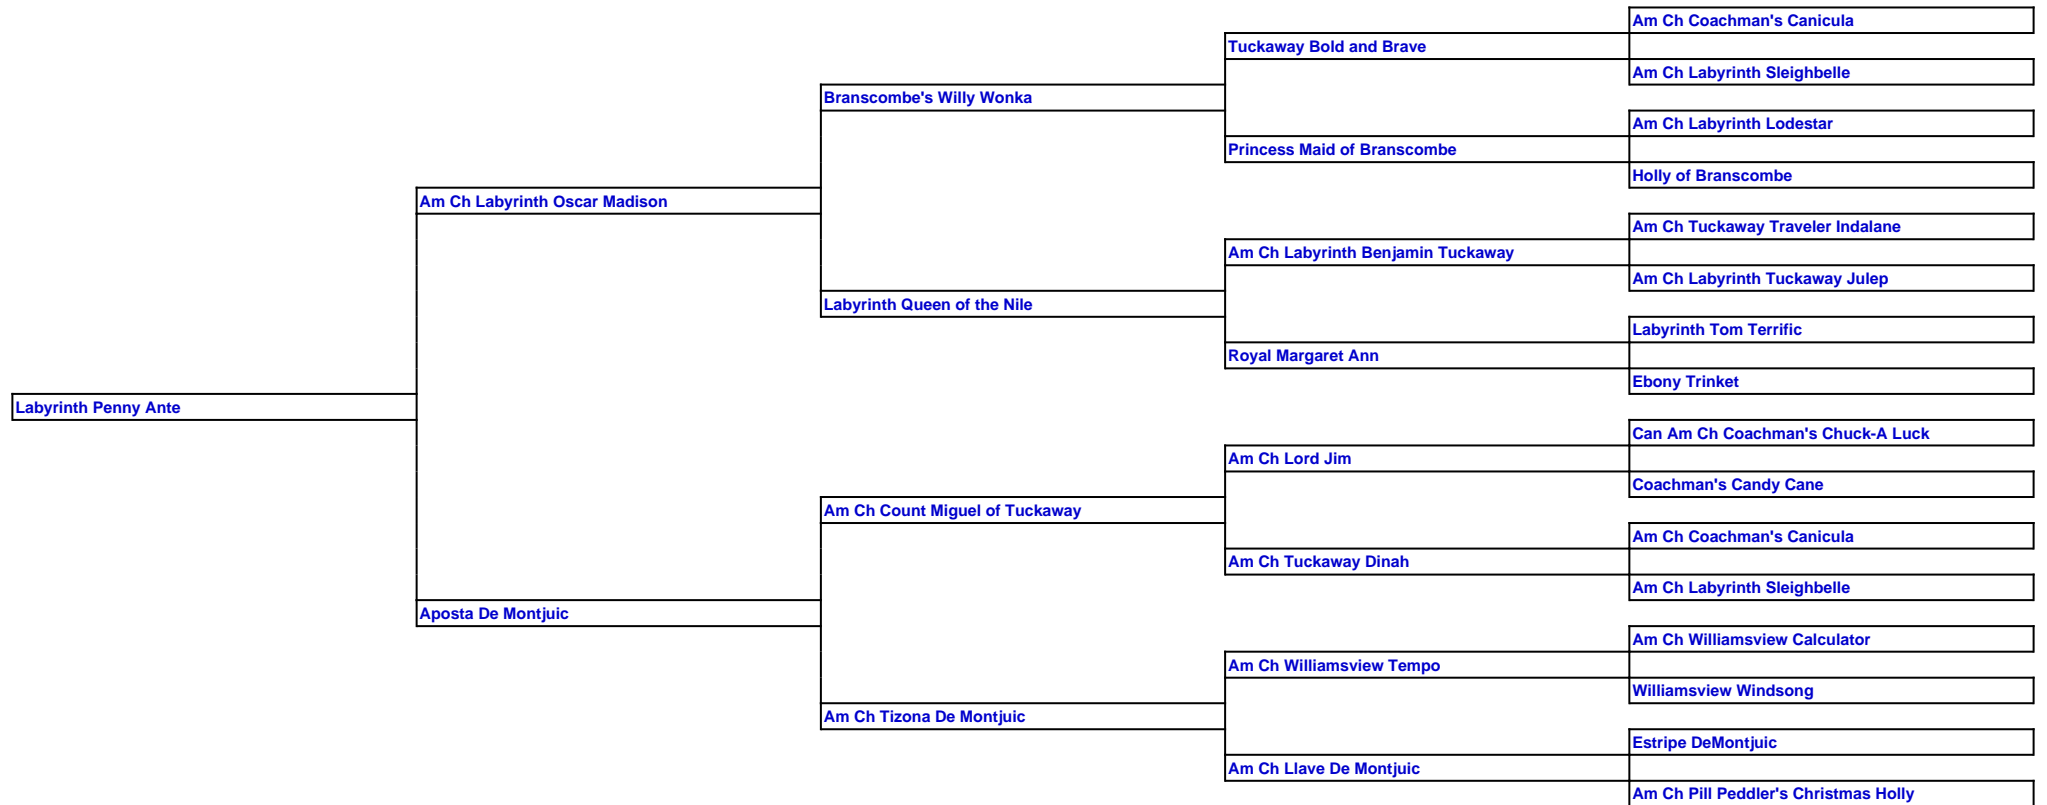 Am Ch Coachman's Canicula
Tuckaway Bold and Brave
Am Ch Labyrinth Sleighbelle
Branscombe's Willy Wonka
Am Ch Labyrinth Lodestar
Princess Maid of Branscombe
Holly of Branscombe
Am Ch Labyrinth Oscar Madison
Am Ch Tuckaway Traveler Indalane
Am Ch Labyrinth Benjamin Tuckaway
Am Ch Labyrinth Tuckaway Julep
Labyrinth Queen of the Nile
Labyrinth Tom Terrific
Royal Margaret Ann
Ebony Trinket
Labyrinth Penny Ante
Can Am Ch Coachman's Chuck-A Luck
Am Ch Lord Jim
Coachman's Candy Cane
Am Ch Count Miguel of Tuckaway
Am Ch Coachman's Canicula
Am Ch Tuckaway Dinah
Am Ch Labyrinth Sleighbelle
Aposta De Montjuic
Am Ch Williamsview Calculator
Am Ch Williamsview Tempo
Williamsview Windsong
Am Ch Tizona De Montjuic
Estripe DeMontjuic
Am Ch Llave De Montjuic
Am Ch Pill Peddler's Christmas Holly